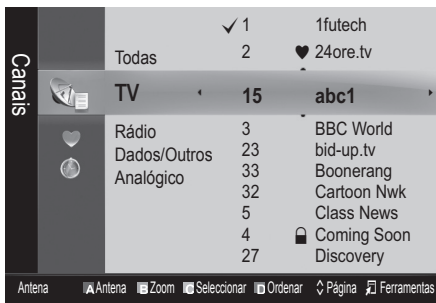 Canais
1 1futech
Todas 2 24ore.tv
TV 15 abc1
Rádio 3 BBC World
Dados/Outros 23 bid-up.tv
Analógico 33 Boonerang
32 Cartoon Nwk
5 Class News
4 Coming Soon
27 Discovery
Antena A Antena B Zoom C Seleccionar D Ordenar Página Ferramentas